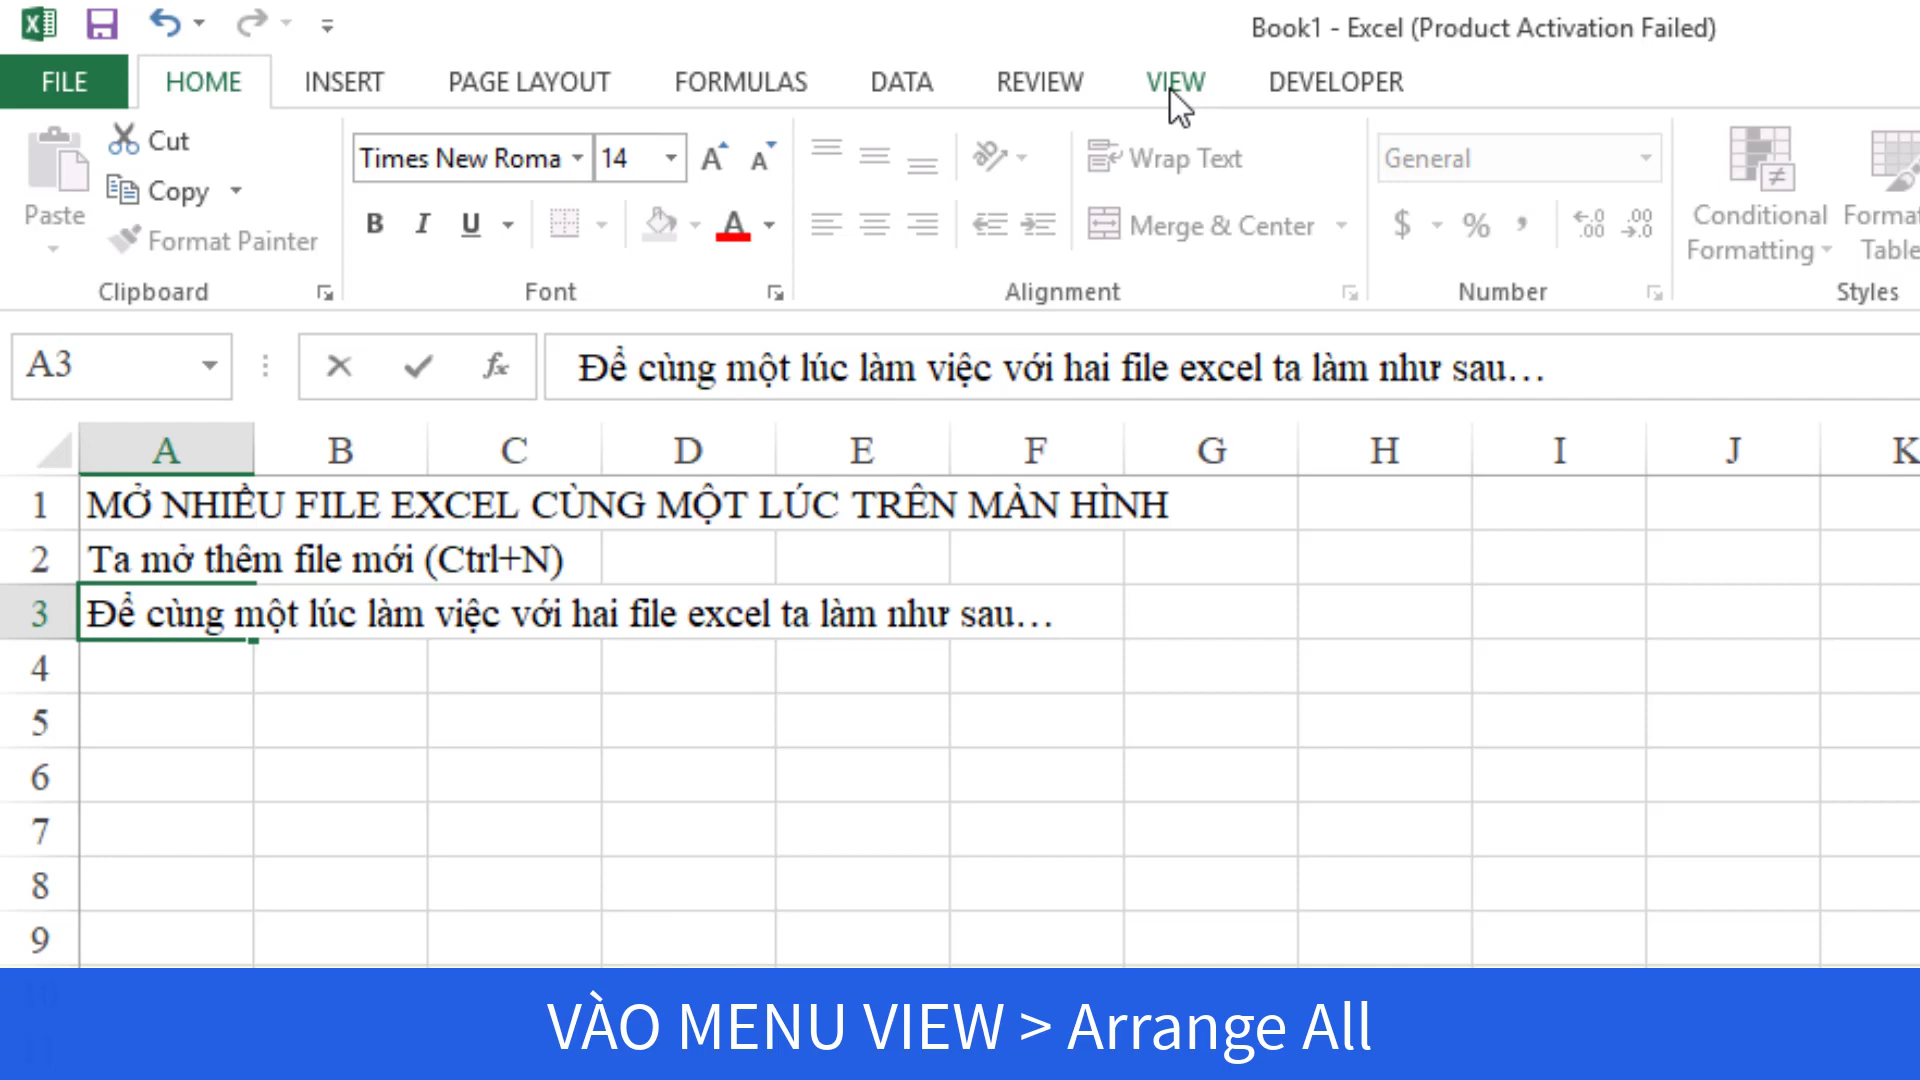 Book1 - Excel (Product Activation Failed)
FILE HOME INSERT PAGE LAYOUT FORMULAS DATA REVIEW VIEW DEVELOPER
Paste
Cut
Copy
Format Painter
Clipboard
Times New Roma 14
A A
B I U A
Font
Wrap Text
Merge & Center
Alignment
General
$ % ,
←.0 .00
.00 →.0
Number
Conditional
Formatting
Format
Table
Styles
A3
fx
Để cùng một lúc làm việc với hai file excel ta làm như sau…
A B C D E F G H I J K
1 MỞ NHIỀU FILE EXCEL CÙNG MỘT LÚC TRÊN MÀN HÌNH
2 Ta mở thêm file mới (Ctrl+N)
3 Để cùng một lúc làm việc với hai file excel ta làm như sau…
4
5
6
7
8
9
VÀO MENU VIEW > Arrange All